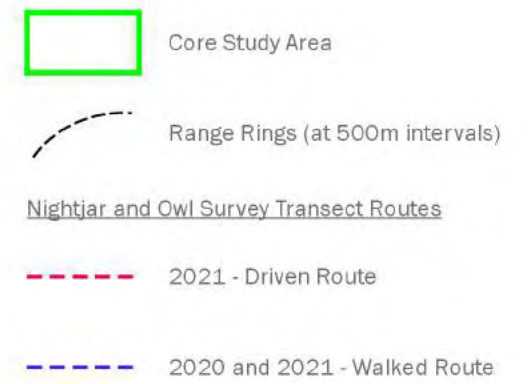 Core Study Area
Range Rings (at 500m intervals)
Nightjar and Owl Survey Transect Routes
2021 - Driven Route
2020 and 2021 - Walked Route